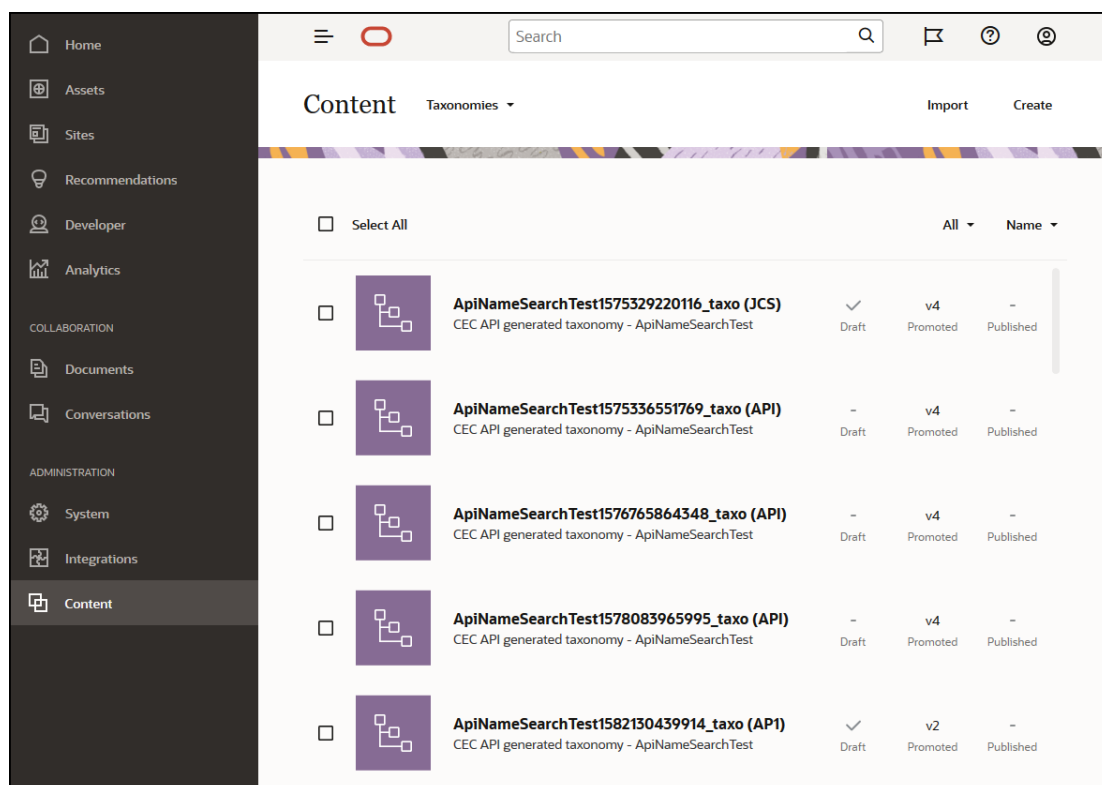 Home
Assets
Sites
Recommendations
Developer
Analytics
COLLABORATION
Documents
Conversations
ADMINISTRATION
System
Integrations
Content
Search
Content Taxonomies Import Create
Select All All Name
ApiNameSearchTest1575329220116_taxo (JCS)
CEC API generated taxonomy - ApiNameSearchTest
v4 -
Draft Promoted Published
ApiNameSearchTest1575336551769_taxo (API)
CEC API generated taxonomy - ApiNameSearchTest
- v4 -
Draft Promoted Published
ApiNameSearchTest1576765864348_taxo (API)
CEC API generated taxonomy - ApiNameSearchTest
- v4 -
Draft Promoted Published
ApiNameSearchTest1578083965995_taxo (API)
CEC API generated taxonomy - ApiNameSearchTest
- v4 -
Draft Promoted Published
ApiNameSearchTest1582130439914_taxo (AP1)
CEC API generated taxonomy - ApiNameSearchTest
v2 -
Draft Promoted Published